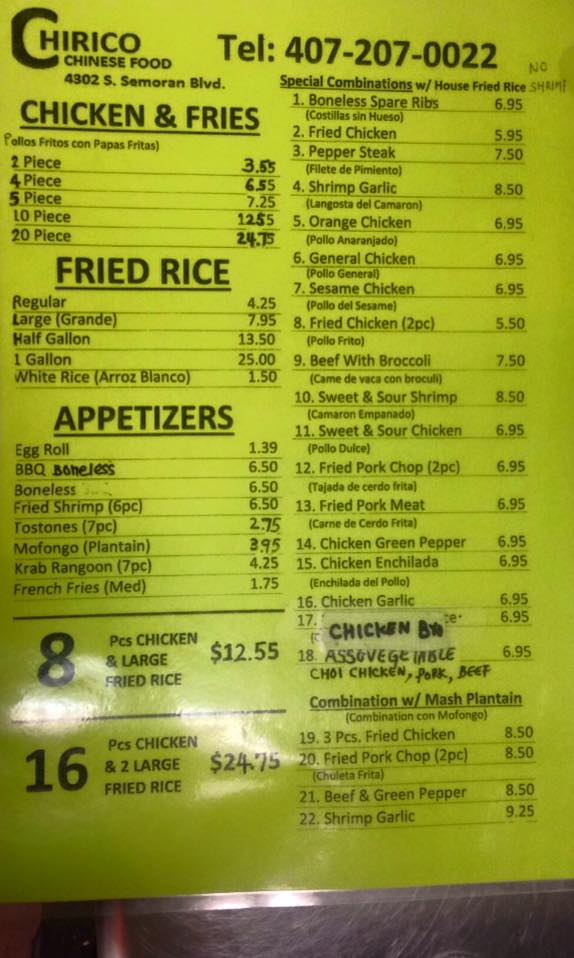 CHIRICO
CHINESE FOOD
4302 S. Semoran Blvd.
Tel: 407-207-0022
CHICKEN & FRIES
Pollos Fritos con Papas Fritas)
2 Piece 3.55
4 Piece 6.55
5 Piece 7.25
10 Piece 1255
20 Piece 24.75
FRIED RICE
Regular 4.25
Large (Grande) 7.95
Half Gallon 13.50
1 Gallon 25.00
White Rice (Arroz Blanco) 1.50
APPETIZERS
Egg Roll 1.39
BBQ Boneless 6.50
Boneless 6.50
Fried Shrimp (6pc) 6.50
Tostones (7pc) 2.75
Mofongo (Plantain) 3.95
Krab Rangoon (7pc) 4.25
French Fries (Med) 1.75
8 Pcs CHICKEN
& LARGE $12.55
FRIED RICE
16 Pcs CHICKEN
& 2 LARGE $24.75
FRIED RICE
NO
SHRIMP
Special Combinations w/ House Fried Rice
1. Boneless Spare Ribs 6.95
(Costillas sin Hueso)
2. Fried Chicken 5.95
3. Pepper Steak 7.50
(Filete de Pimiento)
4. Shrimp Garlic 8.50
(Langosta del Camaron)
5. Orange Chicken 6.95
(Pollo Anaranjado)
6. General Chicken 6.95
(Pollo General)
7. Sesame Chicken 6.95
(Pollo del Sesame)
8. Fried Chicken (2pc) 5.50
(Pollo Frito)
9. Beef With Broccoli 7.50
(Came de vaca con broculi)
10. Sweet & Sour Shrimp 8.50
(Camaron Empanado)
11. Sweet & Sour Chicken 6.95
(Pollo Dulce)
12. Fried Pork Chop (2pc) 6.95
(Tajada de cerdo frita)
13. Fried Pork Meat 6.95
(Carne de Cerdo Frita)
14. Chicken Green Pepper 6.95
15. Chicken Enchilada 6.95
(Enchilada del Pollo)
16. Chicken Garlic 6.95
17. CHICKEN 6.95
18. ASSOVEGETABLE 6.95
CHOI CHICKEN, PORK, BEEF
Combination w/ Mash Plantain
(Combination con Mofongo)
19. 3 Pcs. Fried Chicken 8.50
20. Fried Pork Chop (2pc) 8.50
(Chuleta Frita)
21. Beef & Green Pepper 8.50
22. Shrimp Garlic 9.25